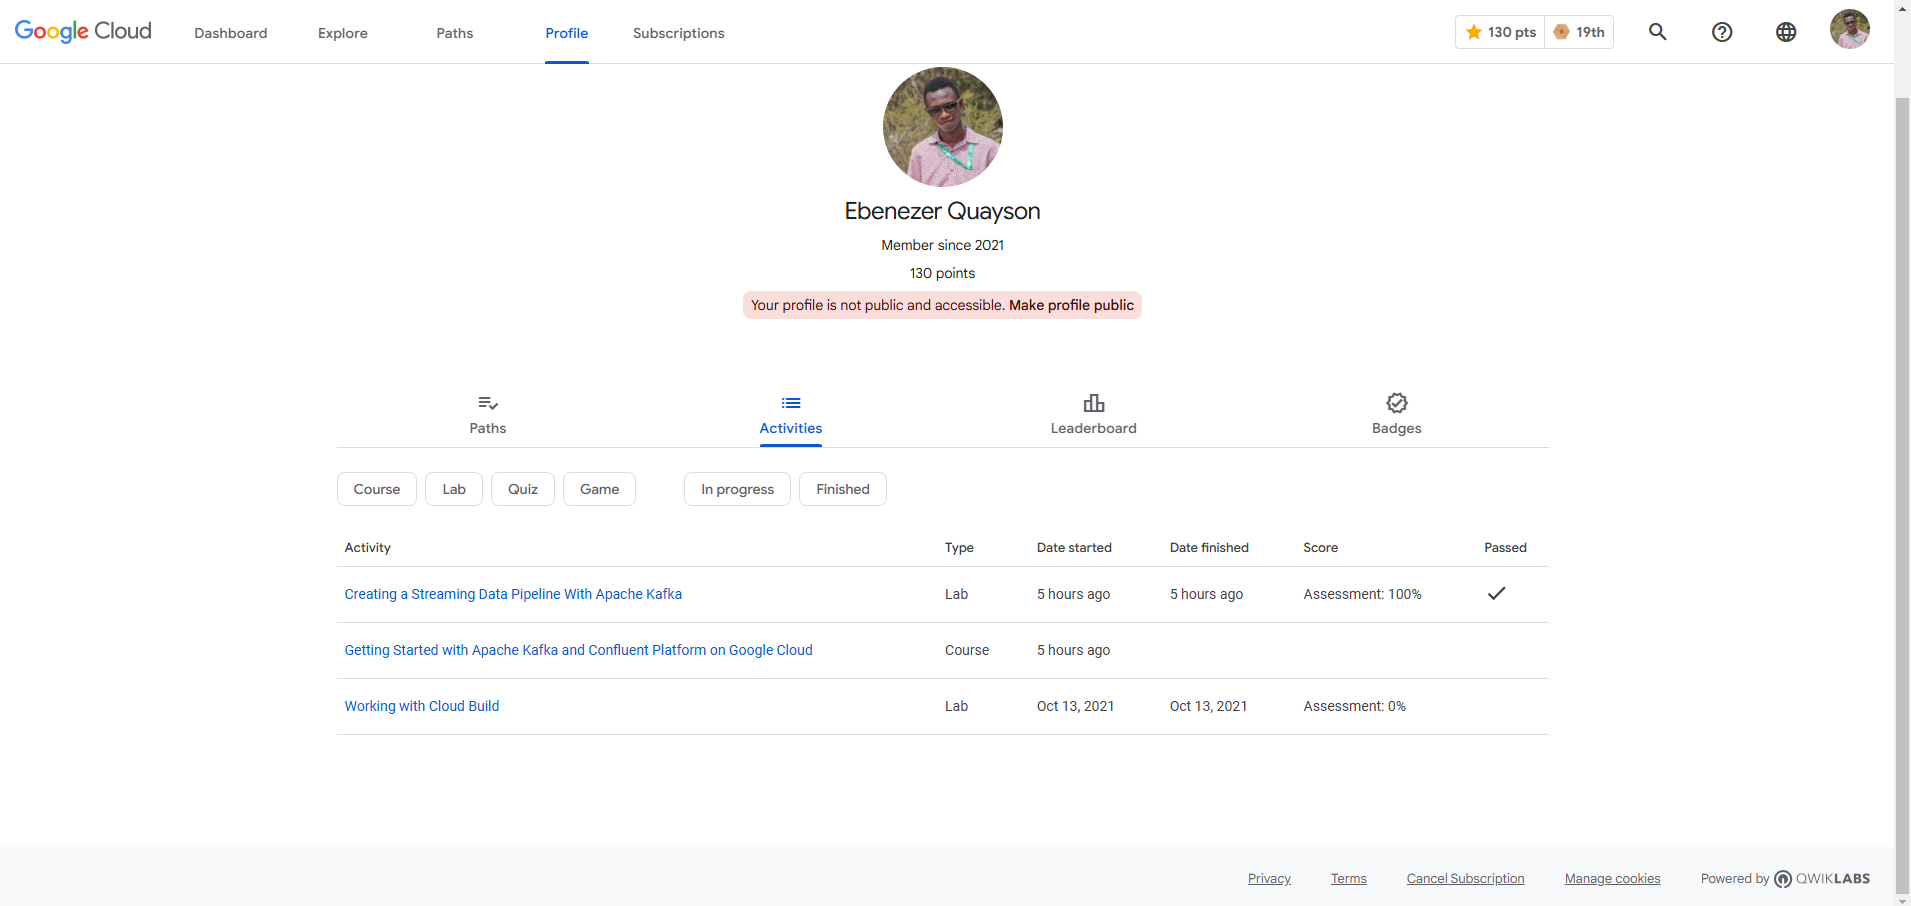 Google Cloud Dashboard Explore Paths Profile Subscriptions 130 pts 19th
Ebenezer Quayson
Member since 2021
130 points
Your profile is not public and accessible. Make profile public
Paths Activities Leaderboard Badges
Course Lab Quiz Game In progress Finished
Activity Type Date started Date finished Score Passed
Creating a Streaming Data Pipeline With Apache Kafka Lab 5 hours ago 5 hours ago Assessment: 100%
Getting Started with Apache Kafka and Confluent Platform on Google Cloud Course 5 hours ago
Working with Cloud Build Lab Oct 13, 2021 Oct 13, 2021 Assessment: 0%
Privacy Terms Cancel Subscription Manage cookies Powered by QWIKLABS